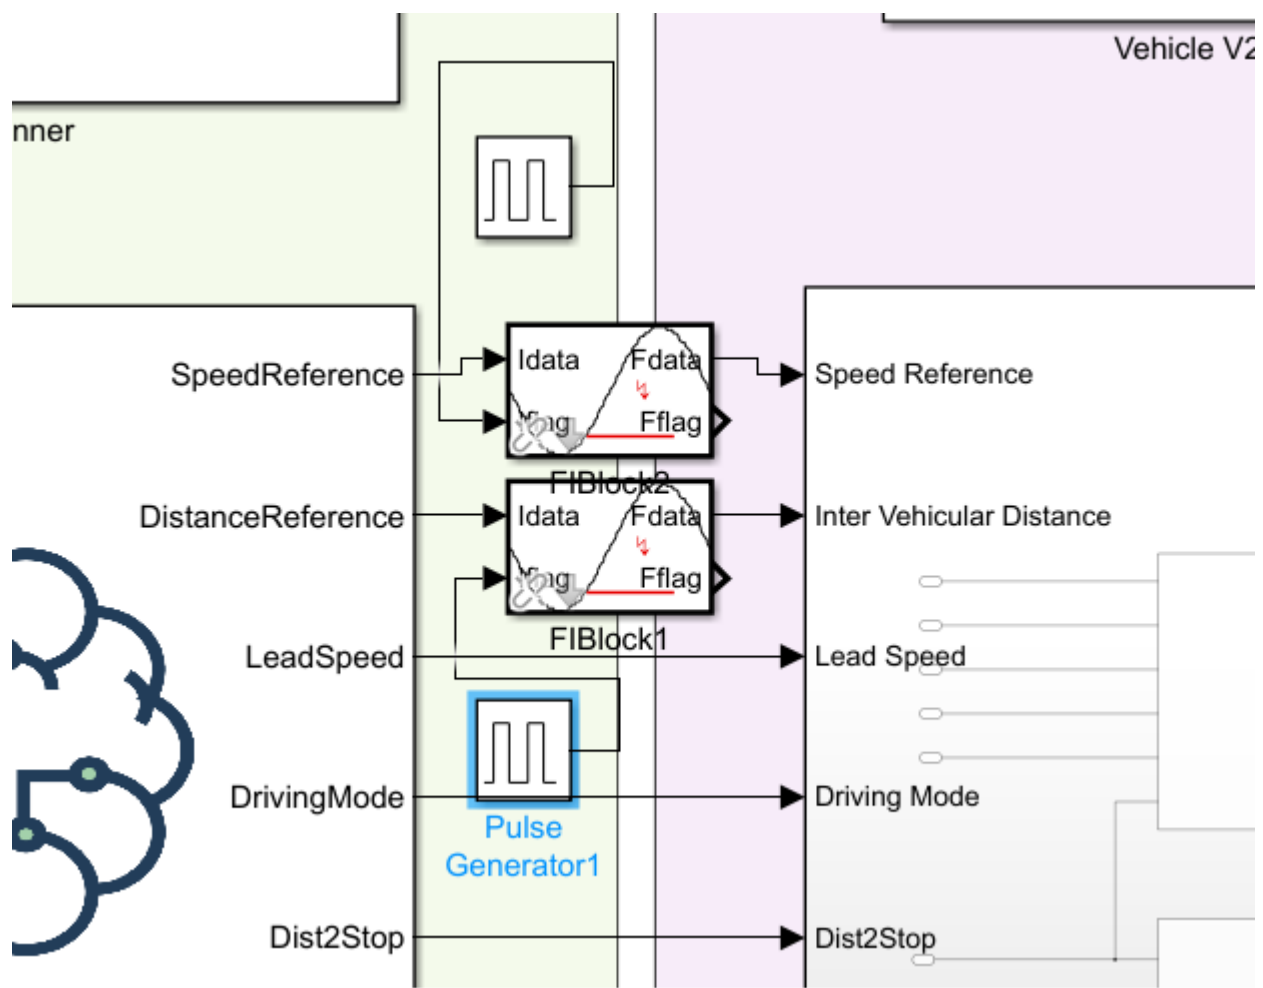 Vehicle V2
nner
SpeedReference
Idata
Fdata
Speed Reference
Fflag
FIBlock2
DistanceReference
Idata
Fdata
Inter Vehicular Distance
Fflag
FIBlock1
LeadSpeed
Lead Speed
DrivingMode
Driving Mode
Pulse
Generator1
Dist2Stop
Dist2Stop